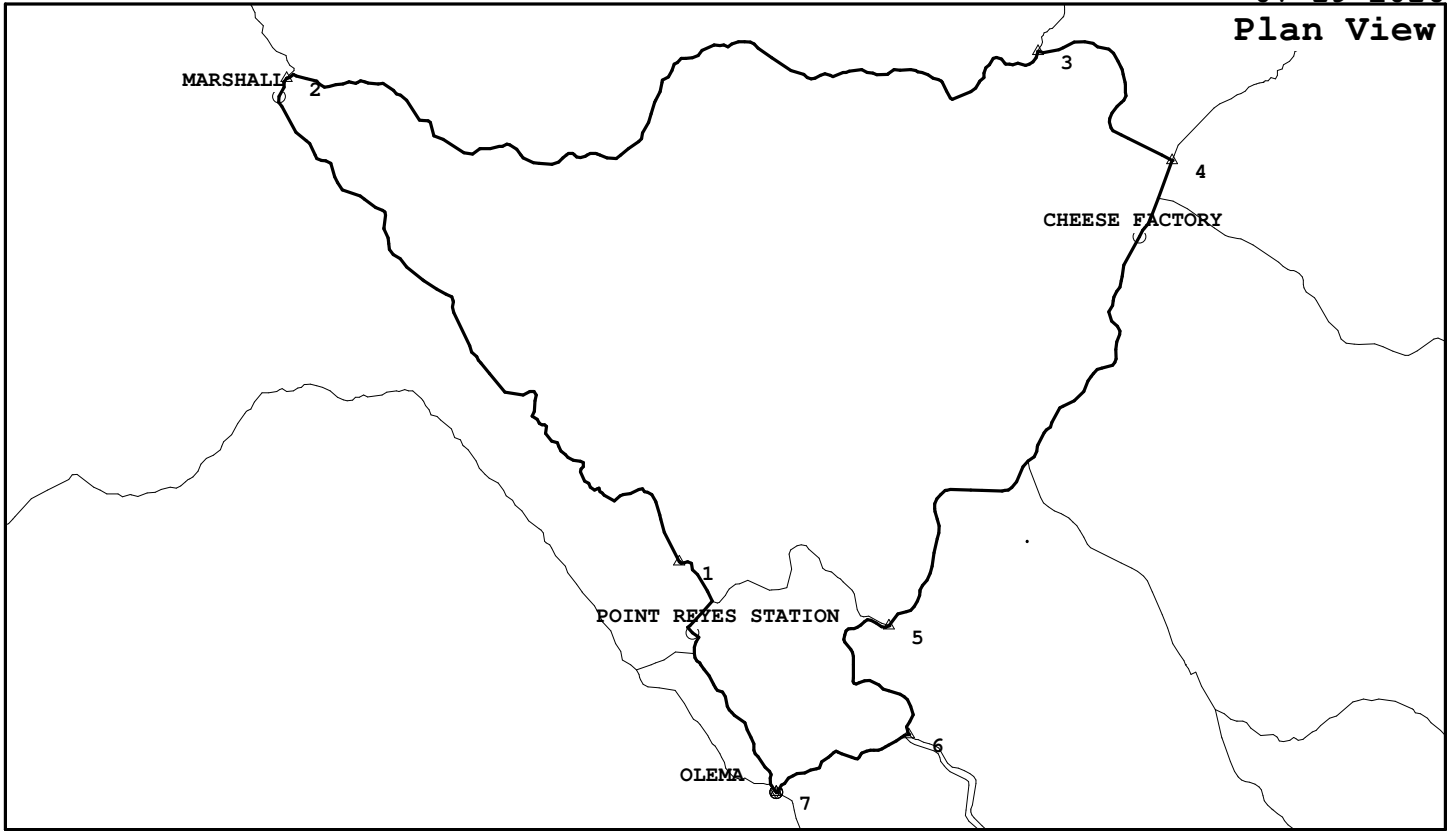 Plan View
MARSHALL
2
3
4
CHEESE FACTORY
1
POINT REYES STATION
5
6
OLEMA
7